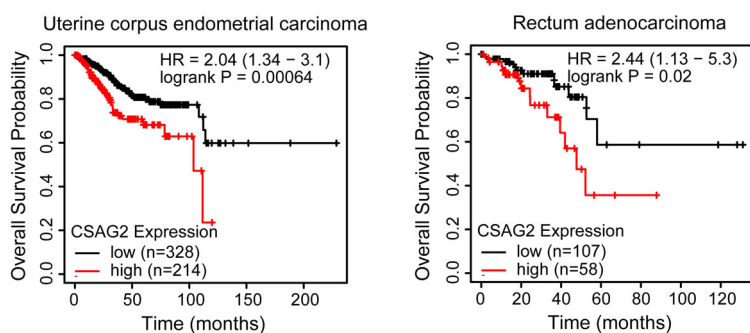 Uterine corpus endometrial carcinoma
HR = 2.04 (1.34 − 3.1)
logrank P = 0.00064
Overall Survival Probability
1.0
0.8
0.6
0.4
0.2
0.0
CSAG2 Expression
low (n=328)
high (n=214)
0 50 100 150 200
Time (months)
Rectum adenocarcinoma
HR = 2.44 (1.13 − 5.3)
logrank P = 0.02
Overall Survival Probability
1.0
0.8
0.6
0.4
0.2
0.0
CSAG2 Expression
low (n=107)
high (n=58)
0 20 40 60 80 120
Time (months)